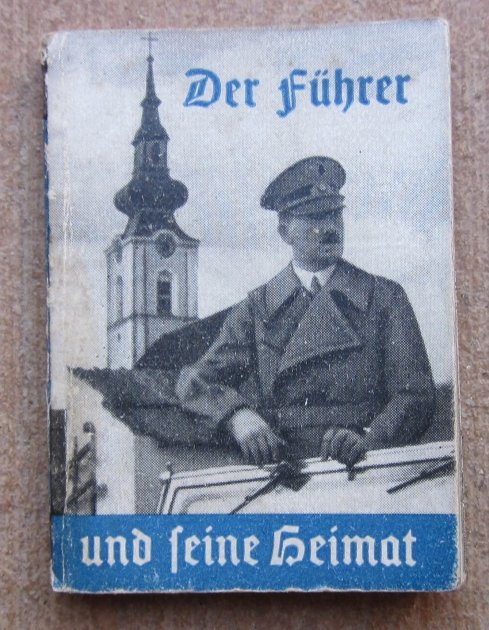 Der Führer
und seine Heimat